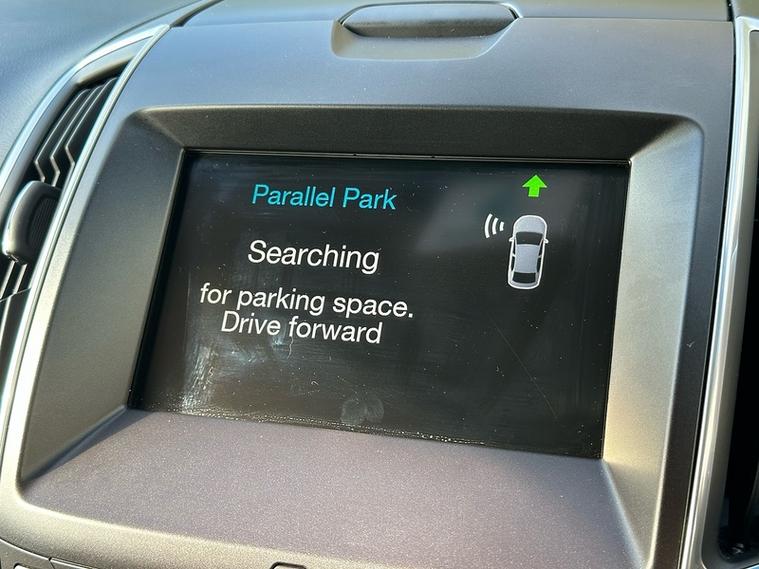 Parallel Park
Searching
for parking space.
Drive forward